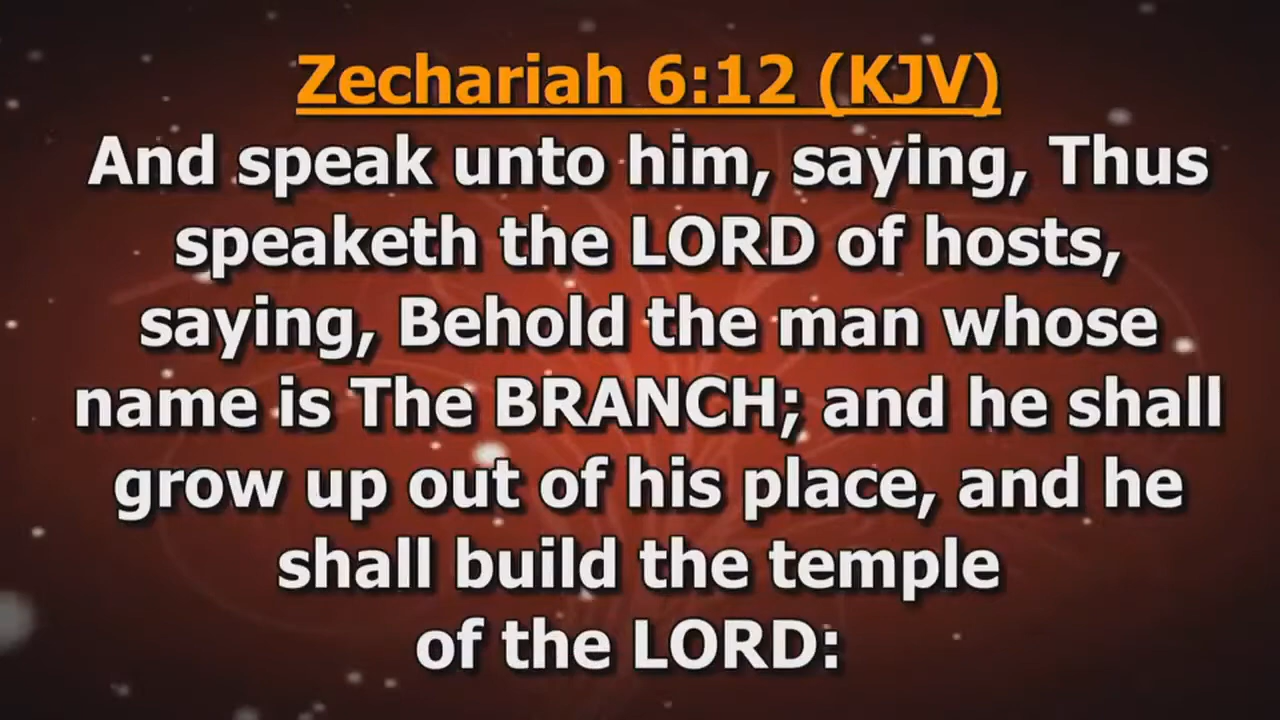 Zechariah 6:12 (KJV)
And speak unto him, saying, Thus
speaketh the LORD of hosts,
saying, Behold the man whose
name is The BRANCH; and he shall
grow up out of his place, and he
shall build the temple
of the LORD: